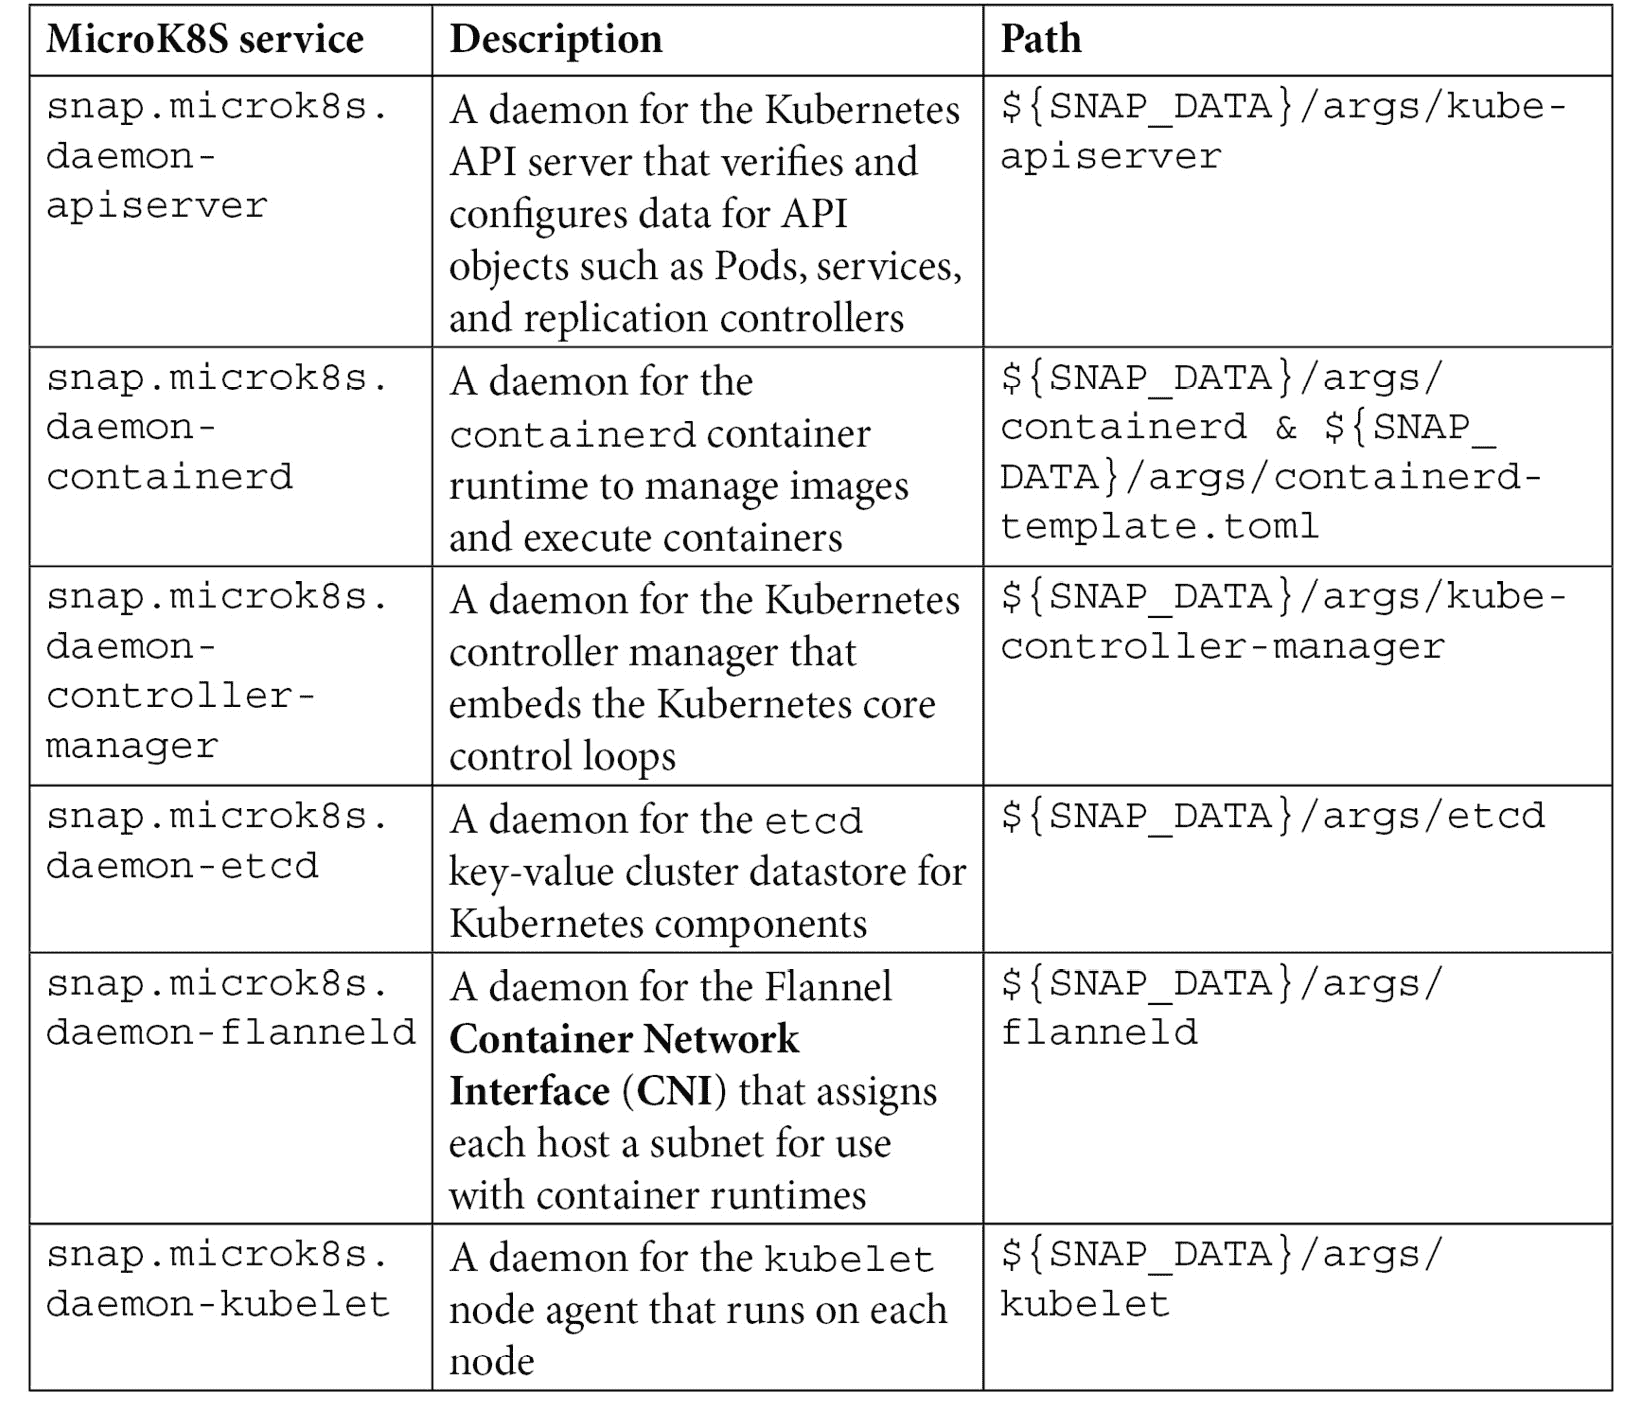 MicroK8S service
Description
Path
snap.microk8s.
daemon-
apiserver
A daemon for the Kubernetes
API server that verifies and
configures data for API
objects such as Pods, services,
and replication controllers
${SNAP_DATA}/args/kube-
apiserver
snap.microk8s.
daemon-
containerd
A daemon for the
containerd container
runtime to manage images
and execute containers
${SNAP_DATA}/args/
containerd & ${SNAP_
DATA}/args/containerd-
template.toml
snap.microk8s.
daemon-
controller-
manager
A daemon for the Kubernetes
controller manager that
embeds the Kubernetes core
control loops
${SNAP_DATA}/args/kube-
controller-manager
snap.microk8s.
daemon-etcd
A daemon for the etcd
key-value cluster datastore for
Kubernetes components
${SNAP_DATA}/args/etcd
snap.microk8s.
daemon-flanneld
A daemon for the Flannel
Container Network
Interface (CNI) that assigns
each host a subnet for use
with container runtimes
${SNAP_DATA}/args/
flanneld
snap.microk8s.
daemon-kubelet
A daemon for the kubelet
node agent that runs on each
node
${SNAP_DATA}/args/
kubelet